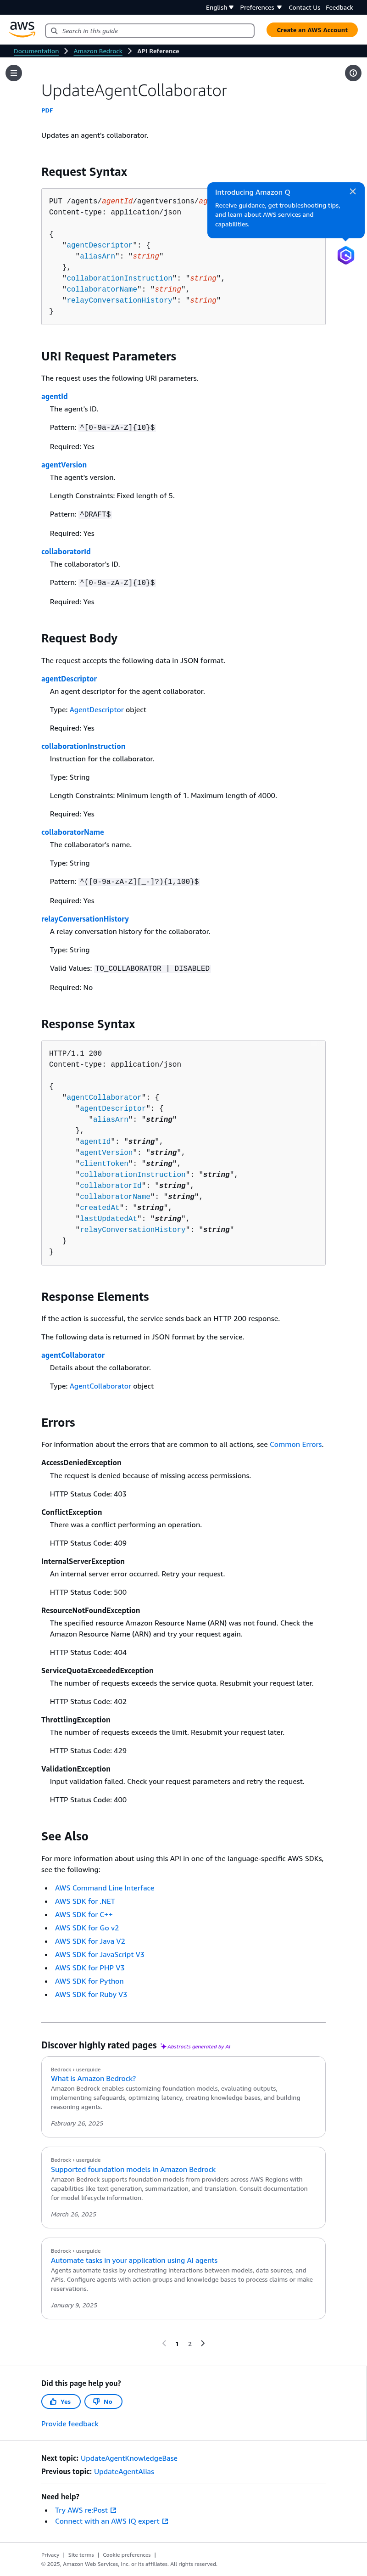 English
Preferences
Contact Us
Feedback
aws
Search in this guide
Create an AWS Account
Documentation
Amazon Bedrock
API Reference
UpdateAgentCollaborator
PDF
Updates an agent's collaborator.
Request Syntax
PUT /agents/agentId/agentversions/
Content-type: application/json
{
"agentDescriptor": {
"aliasArn": "string"
},
"collaborationInstruction": "string",
"collaboratorName": "string",
"relayConversationHistory": "string"
}
Introducing Amazon Q
Receive guidance, get troubleshooting tips,
and learn about AWS services and
capabilities.
URI Request Parameters
The request uses the following URI parameters.
agentId
The agent's ID.
Pattern: ^[0-9a-zA-Z]{10}$
Required: Yes
agentVersion
The agent's version.
Length Constraints: Fixed length of 5.
Pattern: ^DRAFT$
Required: Yes
collaboratorId
The collaborator's ID.
Pattern: ^[0-9a-zA-Z]{10}$
Required: Yes
Request Body
The request accepts the following data in JSON format.
agentDescriptor
An agent descriptor for the agent collaborator.
Type: AgentDescriptor object
Required: Yes
collaborationInstruction
Instruction for the collaborator.
Type: String
Length Constraints: Minimum length of 1. Maximum length of 4000.
Required: Yes
collaboratorName
The collaborator's name.
Type: String
Pattern: ^([0-9a-zA-Z][_-]?){1,100}$
Required: Yes
relayConversationHistory
A relay conversation history for the collaborator.
Type: String
Valid Values: TO_COLLABORATOR | DISABLED
Required: No
Response Syntax
HTTP/1.1 200
Content-type: application/json
{
"agentCollaborator": {
"agentDescriptor": {
"aliasArn": "string"
},
"agentId": "string",
"agentVersion": "string",
"clientToken": "string",
"collaborationInstruction": "string",
"collaboratorId": "string",
"collaboratorName": "string",
"createdAt": "string",
"lastUpdatedAt": "string",
"relayConversationHistory": "string"
}
}
Response Elements
If the action is successful, the service sends back an HTTP 200 response.
The following data is returned in JSON format by the service.
agentCollaborator
Details about the collaborator.
Type: AgentCollaborator object
Errors
For information about the errors that are common to all actions, see Common Errors.
AccessDeniedException
The request is denied because of missing access permissions.
HTTP Status Code: 403
ConflictException
There was a conflict performing an operation.
HTTP Status Code: 409
InternalServerException
An internal server error occurred. Retry your request.
HTTP Status Code: 500
ResourceNotFoundException
The specified resource Amazon Resource Name (ARN) was not found. Check the
Amazon Resource Name (ARN) and try your request again.
HTTP Status Code: 404
ServiceQuotaExceededException
The number of requests exceeds the service quota. Resubmit your request later.
HTTP Status Code: 402
ThrottlingException
The number of requests exceeds the limit. Resubmit your request later.
HTTP Status Code: 429
ValidationException
Input validation failed. Check your request parameters and retry the request.
HTTP Status Code: 400
See Also
For more information about using this API in one of the language-specific AWS SDKs,
see the following:
• AWS Command Line Interface
• AWS SDK for .NET
• AWS SDK for C++
• AWS SDK for Go v2
• AWS SDK for Java V2
• AWS SDK for JavaScript V3
• AWS SDK for PHP V3
• AWS SDK for Python
• AWS SDK for Ruby V3
Discover highly rated pages Abstracts generated by AI
Bedrock › userguide
What is Amazon Bedrock?
Amazon Bedrock enables customizing foundation models, evaluating outputs,
implementing safeguards, optimizing latency, creating knowledge bases, and building
reasoning agents.
February 26, 2025
Bedrock › userguide
Supported foundation models in Amazon Bedrock
Amazon Bedrock supports foundation models from providers across AWS Regions with
capabilities like text generation, summarization, and translation. Consult documentation
for model lifecycle information.
March 26, 2025
Bedrock › userguide
Automate tasks in your application using AI agents
Agents automate tasks by orchestrating interactions between models, data sources, and
APIs. Configure agents with action groups and knowledge bases to process claims or make
reservations.
January 9, 2025
1 2
Did this page help you?
Yes
No
Provide feedback
Next topic: UpdateAgentKnowledgeBase
Previous topic: UpdateAgentAlias
Need help?
• Try AWS re:Post
• Connect with an AWS IQ expert
Privacy | Site terms | Cookie preferences |
© 2025, Amazon Web Services, Inc. or its affiliates. All rights reserved.